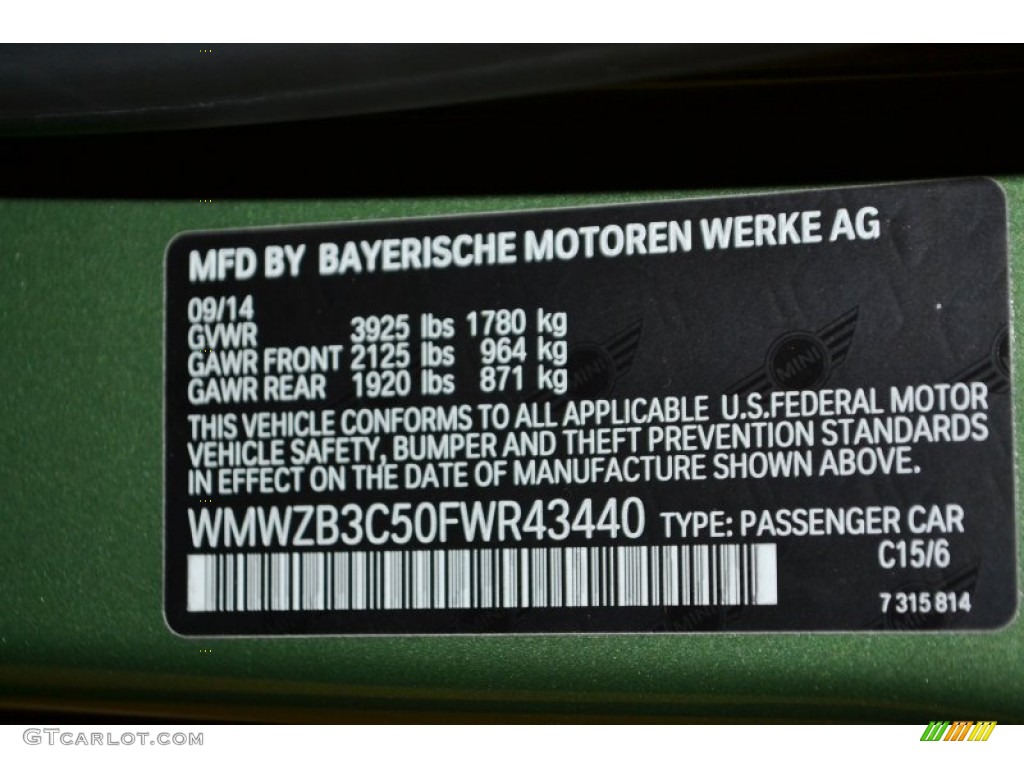 MFD BY BAYERISCHE MOTOREN WERKE AG
09/14
GVWR 3925 lbs 1780 kg
GAWR FRONT 2125 lbs 964 kg
GAWR REAR 1920 lbs 871 kg
THIS VEHICLE CONFORMS TO ALL APPLICABLE U.S.FEDERAL MOTOR
VEHICLE SAFETY, BUMPER AND THEFT PREVENTION STANDARDS
IN EFFECT ON THE DATE OF MANUFACTURE SHOWN ABOVE.
WMWZB3C50FWR43440 TYPE: PASSENGER CAR
C15/6
7 315 814
MINI
GTCARLOT.COM